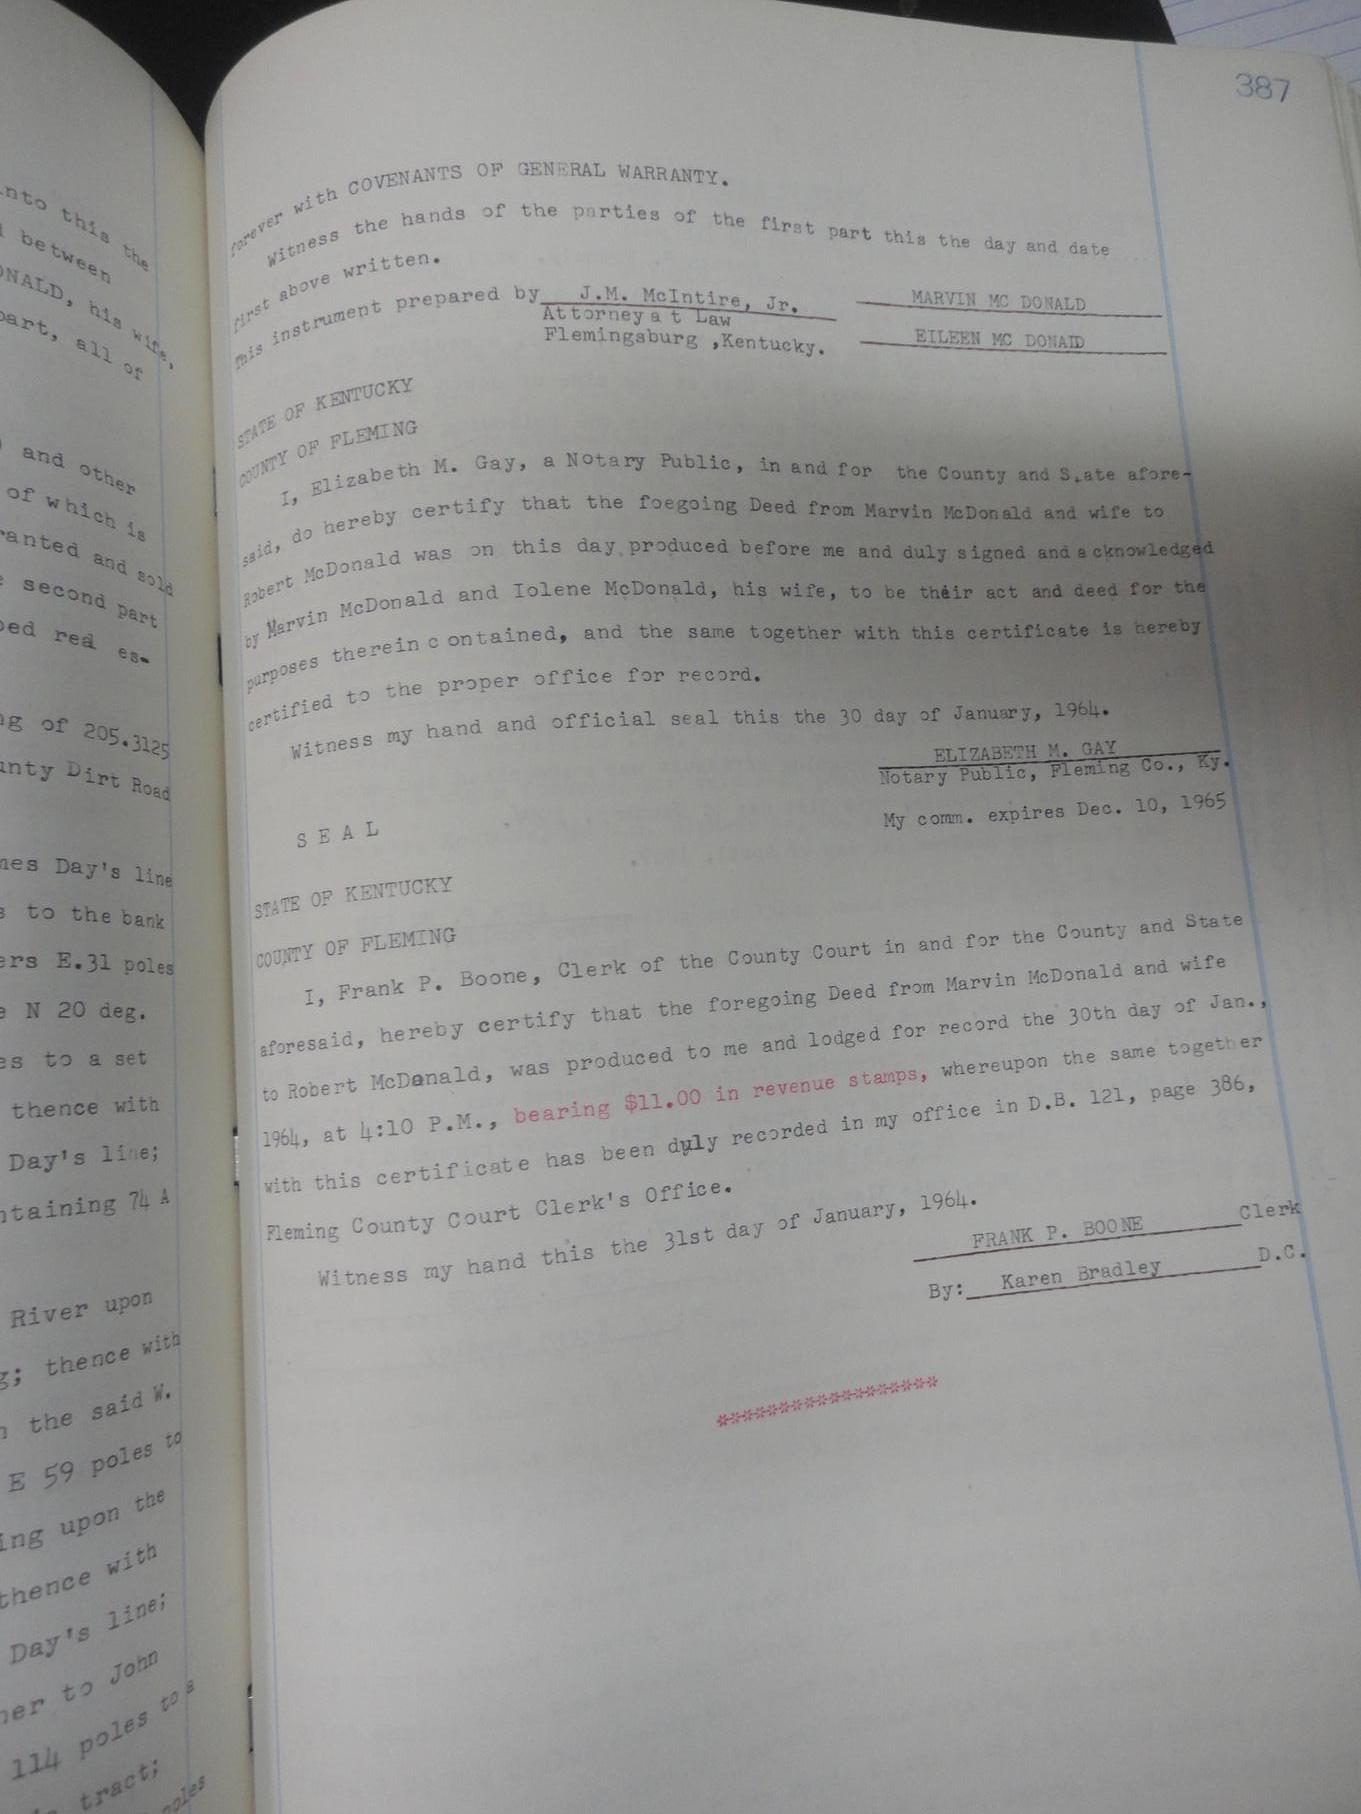 nto this the
between
ONALD, his wife,
part, all of
and other
of which is
ranted and sold
second part
bed real es-
ng of 205.3125
unty Dirt Road
mes Day's line
s to the bank
ers E.31 poles
e N 20 deg.
es to a set
thence with
Day's line;
ntaining 74 A
River upon
g; thence with
n the said W.
E 59 poles to
ing upon the
thence with
Day's line;
ner to John
114 poles to a
tract;
poles
387
forever with COVENANTS OF GENERAL WARRANTY.
Witness the hands of the parties of the first part this the day and date
first above written.
This instrument prepared by J.M. McIntire, Jr. MARVIN MC DONALD
Attorney a t Law
Flemingsburg ,Kentucky. EILEEN MC DONALD
STATE OF KENTUCKY
COUNTY OF FLEMING
I, Elizabeth M. Gay, a Notary Public, in and for the County and S.ate afore-
said, do hereby certify that the foegoing Deed from Marvin McDonald and wife to
Robert McDonald was on this day produced before me and duly signed and acknowledged
by Marvin McDonald and Iolene McDonald, his wife, to be their act and deed for the
purposes therein c ontained, and the same together with this certificate is hereby
certified to the proper office for record.
Witness my hand and official seal this the 30 day of January, 1964.
ELIZABETH M. GAY
Notary Public, Fleming Co., Ky.
My comm. expires Dec. 10, 1965
S E A L
STATE OF KENTUCKY
COUNTY OF FLEMING
I, Frank P. Boone, Clerk of the County Court in and for the County and State
aforesaid, hereby certify that the foregoing Deed from Marvin McDonald and wife
to Robert McDonald, was produced to me and lodged for record the 30th day of Jan.,
1964, at 4:10 P.M., bearing $11.00 in revenue stamps, whereupon the same together
with this certificate has been duly recorded in my office in D.B. 121, page 386,
Fleming County Court Clerk's Office.
Witness my hand this the 31st day of January, 1964.
FRANK P. BOONE Clerk
By: Karen Bradley D.C.
******************